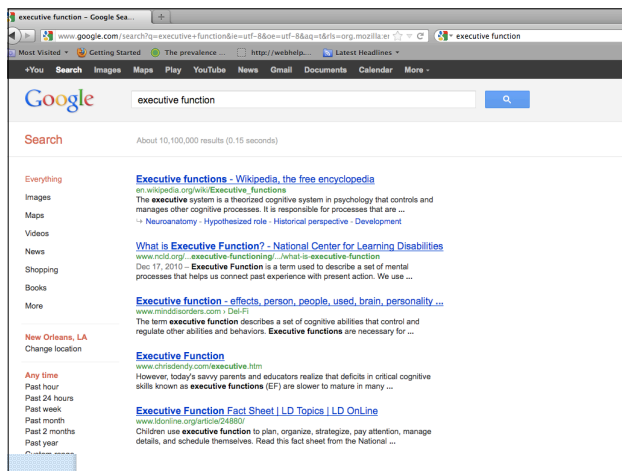 executive function - Google Sea...
www.google.com/search?q=executive+function&ie=utf-8&oe=utf-8&aq=t&rls=org.mozilla:er
executive function
Most Visited
Getting Started
The prevalence ...
http://webhelp....
Latest Headlines
+You Search Images Maps Play YouTube News Gmail Documents Calendar More
Google
executive function
Search
About 10,100,000 results (0.15 seconds)
Everything
Images
Maps
Videos
News
Shopping
Books
More
New Orleans, LA
Change location
Any time
Past hour
Past 24 hours
Past week
Past month
Past 2 months
Past year
Custom range
Executive functions - Wikipedia, the free encyclopedia
en.wikipedia.org/wiki/Executive_functions
The executive system is a theorized cognitive system in psychology that controls and
manages other cognitive processes. It is responsible for processes that are ...
Neuroanatomy - Hypothesized role - Historical perspective - Development
What is Executive Function? - National Center for Learning Disabilities
www.ncld.org/...executive-functioning/.../what-is-executive-function
Dec 17, 2010 – Executive Function is a term used to describe a set of mental
processes that helps us connect past experience with present action. We use ...
Executive function - effects, person, people, used, brain, personality ...
www.minddisorders.com › Del-Fi
The term executive function describes a set of cognitive abilities that control and
regulate other abilities and behaviors. Executive functions are necessary for ...
Executive Function
www.chrisdendy.com/executive.htm
However, today's savvy parents and educators realize that deficits in critical cognitive
skills known as executive functions (EF) are slower to mature in many ...
Executive Function Fact Sheet | LD Topics | LD OnLine
www.ldonline.org/article/24880/
Children use executive function to plan, organize, strategize, pay attention, manage
details, and schedule themselves. Read this fact sheet from the National ...